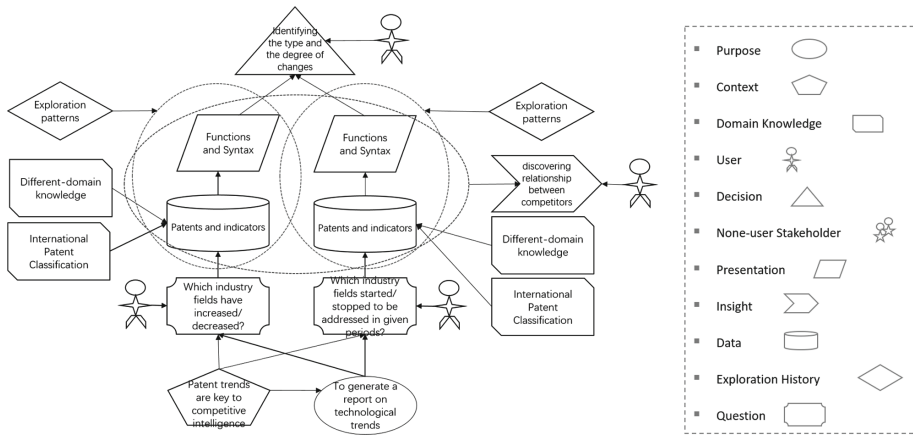 Identifying
the type and
the degree of
changes
Exploration
patterns
Exploration
patterns
Functions
and Syntax
Functions
and Syntax
discovering
relationship
between
competitors
Different-domain
knowledge
Patents and indicators
Patents and indicators
International
Patent
Classification
Different-domain
knowledge
Which industry
fields have
increased/
decreased?
Which industry
fields started/
stopped to be
addressed in given
periods?
International
Patent
Classification
Patent trends
are key to
competitive
intelligence
To generate a
report on
technological
trends
Purpose
Context
Domain Knowledge
User
Decision
None-user Stakeholder
Presentation
Insight
Data
Exploration History
Question